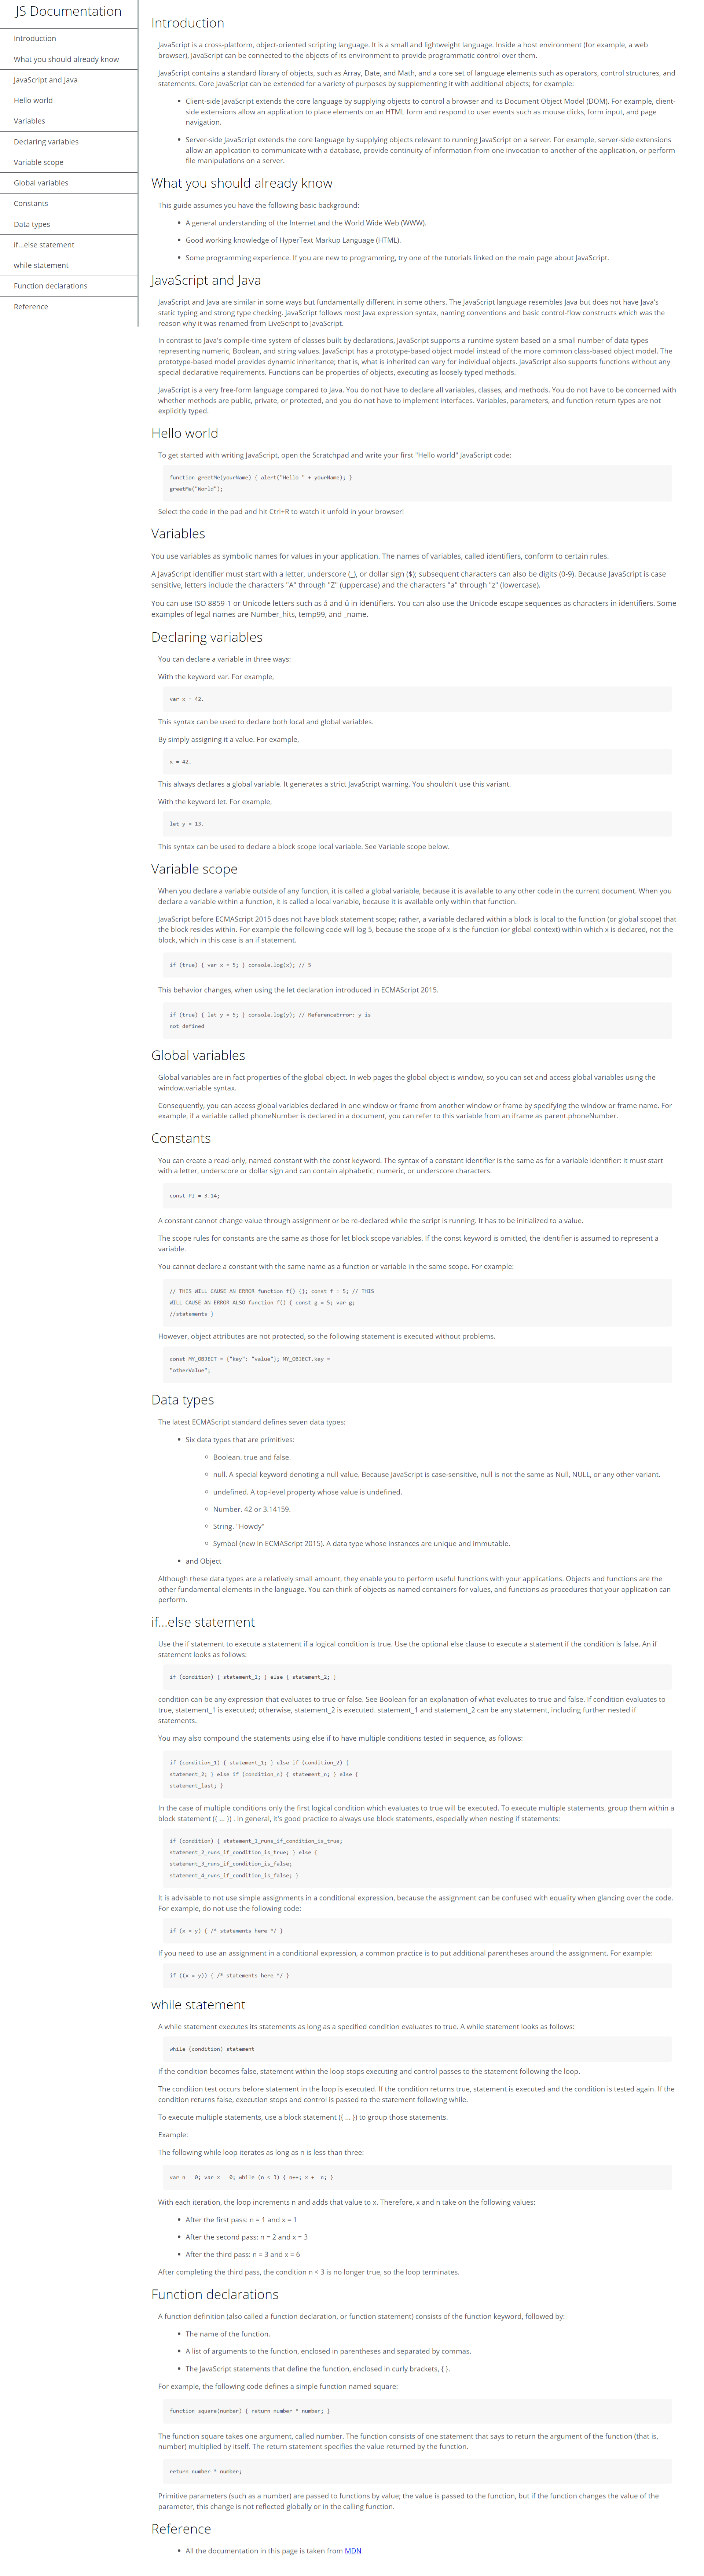 JS Documentation
Introduction
What you should already know
JavaScript and Java
Hello world
Variables
Declaring variables
Variable scope
Global variables
Constants
Data types
if...else statement
while statement
Function declarations
Reference
Introduction
JavaScript is a cross-platform, object-oriented scripting language. It is a small and lightweight language. Inside a host environment (for example, a web
browser), JavaScript can be connected to the objects of its environment to provide programmatic control over them.
JavaScript contains a standard library of objects, such as Array, Date, and Math, and a core set of language elements such as operators, control structures, and
statements. Core JavaScript can be extended for a variety of purposes by supplementing it with additional objects; for example:
• Client-side JavaScript extends the core language by supplying objects to control a browser and its Document Object Model (DOM). For example, client-
side extensions allow an application to place elements on an HTML form and respond to user events such as mouse clicks, form input, and page
navigation.
• Server-side JavaScript extends the core language by supplying objects relevant to running JavaScript on a server. For example, server-side extensions
allow an application to communicate with a database, provide continuity of information from one invocation to another of the application, or perform
file manipulations on a server.
What you should already know
This guide assumes you have the following basic background:
• A general understanding of the Internet and the World Wide Web (WWW).
• Good working knowledge of HyperText Markup Language (HTML).
• Some programming experience. If you are new to programming, try one of the tutorials linked on the main page about JavaScript.
JavaScript and Java
JavaScript and Java are similar in some ways but fundamentally different in some others. The JavaScript language resembles Java but does not have Java's
static typing and strong type checking. JavaScript follows most Java expression syntax, naming conventions and basic control-flow constructs which was the
reason why it was renamed from LiveScript to JavaScript.
In contrast to Java's compile-time system of classes built by declarations, JavaScript supports a runtime system based on a small number of data types
representing numeric, Boolean, and string values. JavaScript has a prototype-based object model instead of the more common class-based object model. The
prototype-based model provides dynamic inheritance; that is, what is inherited can vary for individual objects. JavaScript also supports functions without any
special declarative requirements. Functions can be properties of objects, executing as loosely typed methods.
JavaScript is a very free-form language compared to Java. You do not have to declare all variables, classes, and methods. You do not have to be concerned with
whether methods are public, private, or protected, and you do not have to implement interfaces. Variables, parameters, and function return types are not
explicitly typed.
Hello world
To get started with writing JavaScript, open the Scratchpad and write your first "Hello world" JavaScript code:
function greetMe(yourName) { alert("Hello " + yourName); }
greetMe("World");
Select the code in the pad and hit Ctrl+R to watch it unfold in your browser!
Variables
You use variables as symbolic names for values in your application. The names of variables, called identifiers, conform to certain rules.
A JavaScript identifier must start with a letter, underscore (_), or dollar sign ($); subsequent characters can also be digits (0-9). Because JavaScript is case
sensitive, letters include the characters "A" through "Z" (uppercase) and the characters "a" through "z" (lowercase).
You can use ISO 8859-1 or Unicode letters such as å and ü in identifiers. You can also use the Unicode escape sequences as characters in identifiers. Some
examples of legal names are Number_hits, temp99, and _name.
Declaring variables
You can declare a variable in three ways:
With the keyword var. For example,
var x = 42.
This syntax can be used to declare both local and global variables.
By simply assigning it a value. For example,
x = 42.
This always declares a global variable. It generates a strict JavaScript warning. You shouldn't use this variant.
With the keyword let. For example,
let y = 13.
This syntax can be used to declare a block scope local variable. See Variable scope below.
Variable scope
When you declare a variable outside of any function, it is called a global variable, because it is available to any other code in the current document. When you
declare a variable within a function, it is called a local variable, because it is available only within that function.
JavaScript before ECMAScript 2015 does not have block statement scope; rather, a variable declared within a block is local to the function (or global scope) that
the block resides within. For example the following code will log 5, because the scope of x is the function (or global context) within which x is declared, not the
block, which in this case is an if statement.
if (true) { var x = 5; } console.log(x); // 5
This behavior changes, when using the let declaration introduced in ECMAScript 2015.
if (true) { let y = 5; } console.log(y); // ReferenceError: y is
not defined
Global variables
Global variables are in fact properties of the global object. In web pages the global object is window, so you can set and access global variables using the
window.variable syntax.
Consequently, you can access global variables declared in one window or frame from another window or frame by specifying the window or frame name. For
example, if a variable called phoneNumber is declared in a document, you can refer to this variable from an iframe as parent.phoneNumber.
Constants
You can create a read-only, named constant with the const keyword. The syntax of a constant identifier is the same as for a variable identifier: it must start
with a letter, underscore or dollar sign and can contain alphabetic, numeric, or underscore characters.
const PI = 3.14;
A constant cannot change value through assignment or be re-declared while the script is running. It has to be initialized to a value.
The scope rules for constants are the same as those for let block scope variables. If the const keyword is omitted, the identifier is assumed to represent a
variable.
You cannot declare a constant with the same name as a function or variable in the same scope. For example:
// THIS WILL CAUSE AN ERROR function f() {}; const f = 5; // THIS
WILL CAUSE AN ERROR ALSO function f() { const g = 5; var g;
//statements }
However, object attributes are not protected, so the following statement is executed without problems.
const MY_OBJECT = {"key": "value"}; MY_OBJECT.key =
"otherValue";
Data types
The latest ECMAScript standard defines seven data types:
• Six data types that are primitives:
◦ Boolean. true and false.
◦ null. A special keyword denoting a null value. Because JavaScript is case-sensitive, null is not the same as Null, NULL, or any other variant.
◦ undefined. A top-level property whose value is undefined.
◦ Number. 42 or 3.14159.
◦ String. "Howdy"
◦ Symbol (new in ECMAScript 2015). A data type whose instances are unique and immutable.
• and Object
Although these data types are a relatively small amount, they enable you to perform useful functions with your applications. Objects and functions are the
other fundamental elements in the language. You can think of objects as named containers for values, and functions as procedures that your application can
perform.
if...else statement
Use the if statement to execute a statement if a logical condition is true. Use the optional else clause to execute a statement if the condition is false. An if
statement looks as follows:
if (condition) { statement_1; } else { statement_2; }
condition can be any expression that evaluates to true or false. See Boolean for an explanation of what evaluates to true and false. If condition evaluates to
true, statement_1 is executed; otherwise, statement_2 is executed. statement_1 and statement_2 can be any statement, including further nested if
statements.
You may also compound the statements using else if to have multiple conditions tested in sequence, as follows:
if (condition_1) { statement_1; } else if (condition_2) {
statement_2; } else if (condition_n) { statement_n; } else {
statement_last; }
In the case of multiple conditions only the first logical condition which evaluates to true will be executed. To execute multiple statements, group them within a
block statement ({ ... }) . In general, it's good practice to always use block statements, especially when nesting if statements:
if (condition) { statement_1_runs_if_condition_is_true;
statement_2_runs_if_condition_is_true; } else {
statement_3_runs_if_condition_is_false;
statement_4_runs_if_condition_is_false; }
It is advisable to not use simple assignments in a conditional expression, because the assignment can be confused with equality when glancing over the code.
For example, do not use the following code:
if (x = y) { /* statements here */ }
If you need to use an assignment in a conditional expression, a common practice is to put additional parentheses around the assignment. For example:
if ((x = y)) { /* statements here */ }
while statement
A while statement executes its statements as long as a specified condition evaluates to true. A while statement looks as follows:
while (condition) statement
If the condition becomes false, statement within the loop stops executing and control passes to the statement following the loop.
The condition test occurs before statement in the loop is executed. If the condition returns true, statement is executed and the condition is tested again. If the
condition returns false, execution stops and control is passed to the statement following while.
To execute multiple statements, use a block statement ({ ... }) to group those statements.
Example:
The following while loop iterates as long as n is less than three:
var n = 0; var x = 0; while (n < 3) { n++; x += n; }
With each iteration, the loop increments n and adds that value to x. Therefore, x and n take on the following values:
• After the first pass: n = 1 and x = 1
• After the second pass: n = 2 and x = 3
• After the third pass: n = 3 and x = 6
After completing the third pass, the condition n < 3 is no longer true, so the loop terminates.
Function declarations
A function definition (also called a function declaration, or function statement) consists of the function keyword, followed by:
• The name of the function.
• A list of arguments to the function, enclosed in parentheses and separated by commas.
• The JavaScript statements that define the function, enclosed in curly brackets, { }.
For example, the following code defines a simple function named square:
function square(number) { return number * number; }
The function square takes one argument, called number. The function consists of one statement that says to return the argument of the function (that is,
number) multiplied by itself. The return statement specifies the value returned by the function.
return number * number;
Primitive parameters (such as a number) are passed to functions by value; the value is passed to the function, but if the function changes the value of the
parameter, this change is not reflected globally or in the calling function.
Reference
• All the documentation in this page is taken from MDN